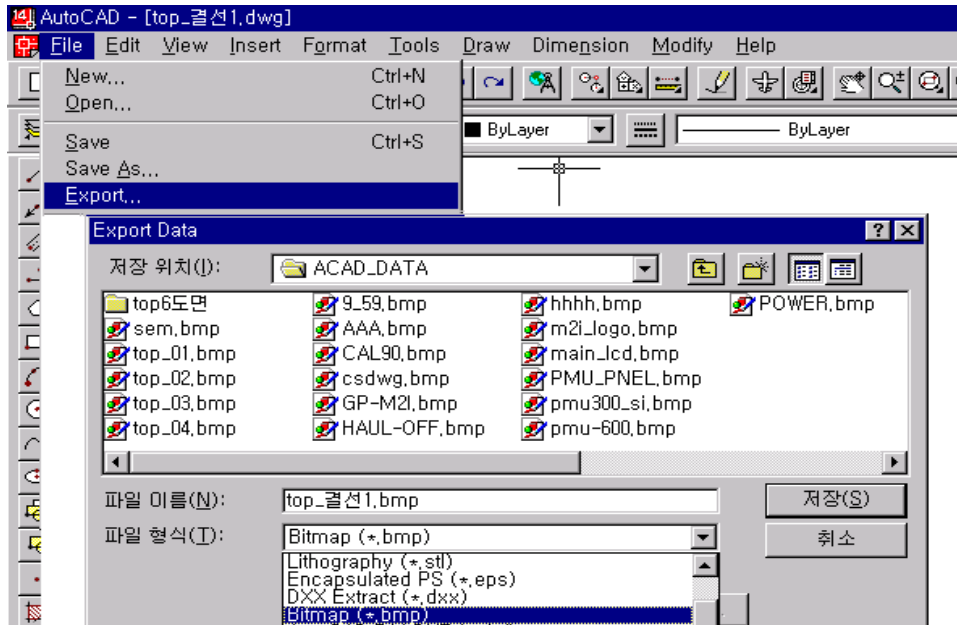 AutoCAD - [top_결선1.dwg]
File Edit View Insert Format Tools Draw Dimension Modify Help
New... Ctrl+N
Open... Ctrl+O
Save Ctrl+S
ByLayer ByLayer
Save As...
Export...
Export Data
저장 위치(I): ACAD_DATA
top6도면 9_59.bmp hhhh.bmp POWER.bmp
sem.bmp AAA.bmp m2i_logo.bmp
top_01.bmp CAL90.bmp main_lcd.bmp
top_02.bmp csdwg.bmp PMU_PNEL.bmp
top_03.bmp GP-M2I.bmp pmu300_si.bmp
top_04.bmp HAUL-OFF.bmp pmu-600.bmp
파일 이름(N): top_결선1.bmp 저장(S)
파일 형식(T): Bitmap (*.bmp) 취소
Lithography (*.stl)
Encapsulated PS (*.eps)
DXX Extract (*.dxx)
Bitmap (*.bmp)